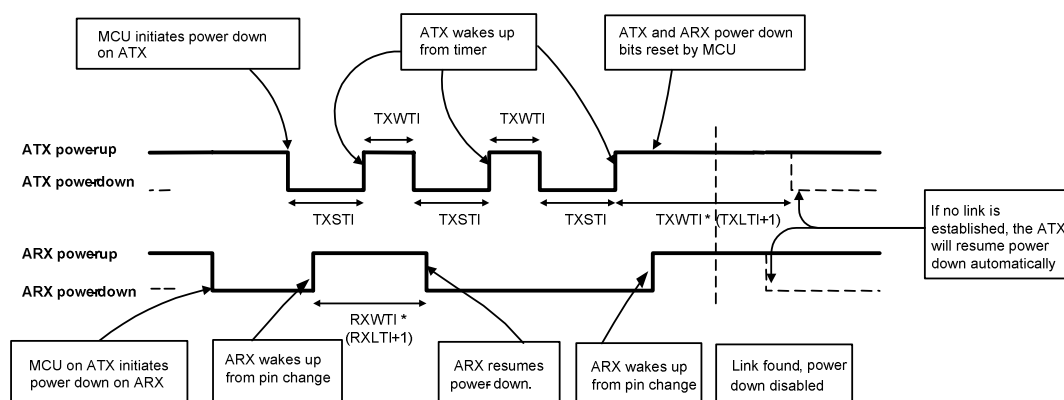 MCU initiates power down
on ATX
ATX wakes up
from timer
ATX and ARX power down
bits reset by MCU
TXWTI
TXWTI
ATX power-up
ATX power-down
TXSTI
TXSTI
TXSTI
TXWTI * (TXLTI+1)
If no link is
established, the ATX
will resume power
down automatically
ARX power-up
ARX power-down
RXWTI *
(RXLTI+1)
MCU on ATX initiates
power down on ARX
ARX wakes up
from pin change
ARX resumes
power-down.
ARX wakes up
from pin change
Link found, power
down disabled